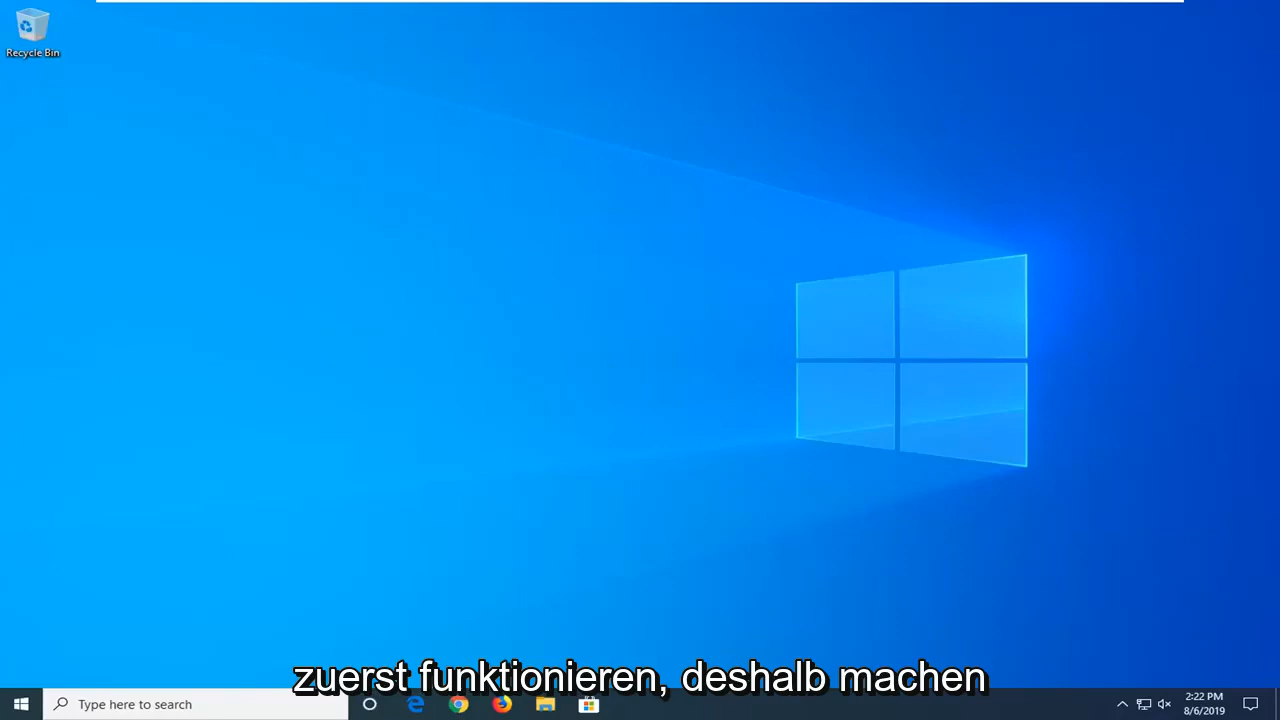 Recycle Bin
zuerst funktionieren, deshalb machen
Type here to search
2:22 PM
8/6/2019